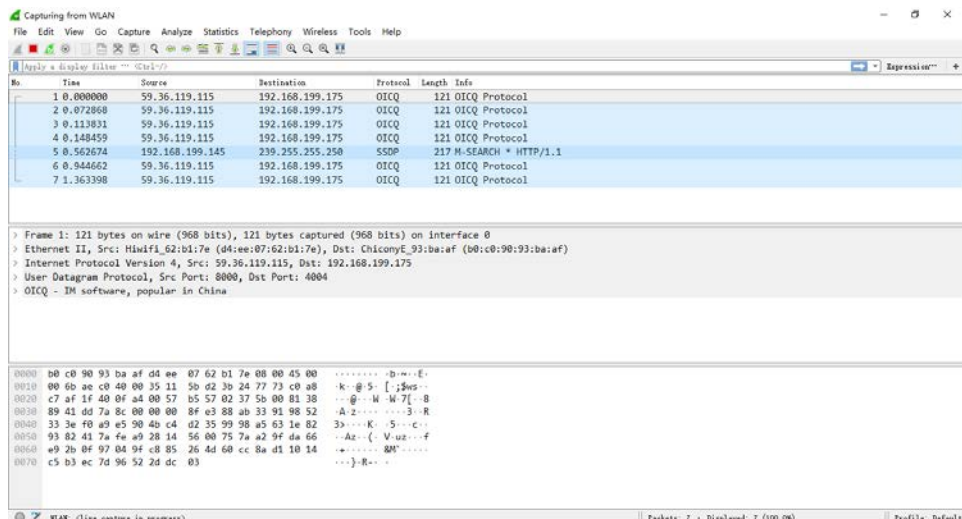 Capturing from WLAN
File Edit View Go Capture Analyze Statistics Telephony Wireless Tools Help
Apply a display filter … <Ctrl-/>
Expression… +
No. Time Source Destination Protocol Length Info
1 0.000000 59.36.119.115 192.168.199.175 OICQ 121 OICQ Protocol
2 0.072868 59.36.119.115 192.168.199.175 OICQ 121 OICQ Protocol
3 0.113831 59.36.119.115 192.168.199.175 OICQ 121 OICQ Protocol
4 0.148459 59.36.119.115 192.168.199.175 OICQ 121 OICQ Protocol
5 0.562674 192.168.199.145 239.255.255.250 SSDP 217 M-SEARCH * HTTP/1.1
6 0.944662 59.36.119.115 192.168.199.175 OICQ 121 OICQ Protocol
7 1.363398 59.36.119.115 192.168.199.175 OICQ 121 OICQ Protocol
> Frame 1: 121 bytes on wire (968 bits), 121 bytes captured (968 bits) on interface 0
> Ethernet II, Src: Hiwifi_62:b1:7e (d4:ee:07:62:b1:7e), Dst: ChiconyE_93:ba:af (b0:c0:90:93:ba:af)
> Internet Protocol Version 4, Src: 59.36.119.115, Dst: 192.168.199.175
> User Datagram Protocol, Src Port: 8000, Dst Port: 4004
> OICQ - IM software, popular in China
0000 b0 c0 90 93 ba af d4 ee 07 62 b1 7e 08 00 45 00
0010 00 6b ae c0 40 00 35 11 5b d2 3b 24 77 73 c0 a8
0020 c7 af 1f 40 0f a4 00 57 b5 57 02 37 5b 00 81 38
0030 89 41 dd 7a 8c 00 00 00 8f e3 88 ab 33 91 98 52
0040 33 3e f0 a9 e5 90 4b c4 d2 35 99 98 a5 63 1e 82
0050 93 82 41 7a fe a9 28 14 56 00 75 7a a2 9f da 66
0060 e9 2b 0f 97 04 9f c8 85 26 4d 60 cc 8a d1 10 14
0070 c5 b3 ec 7d 96 52 2d dc 03
WLAN: <live capture in progress>
Packets: 7 · Displayed: 7 (100.0%)
Profile: Default